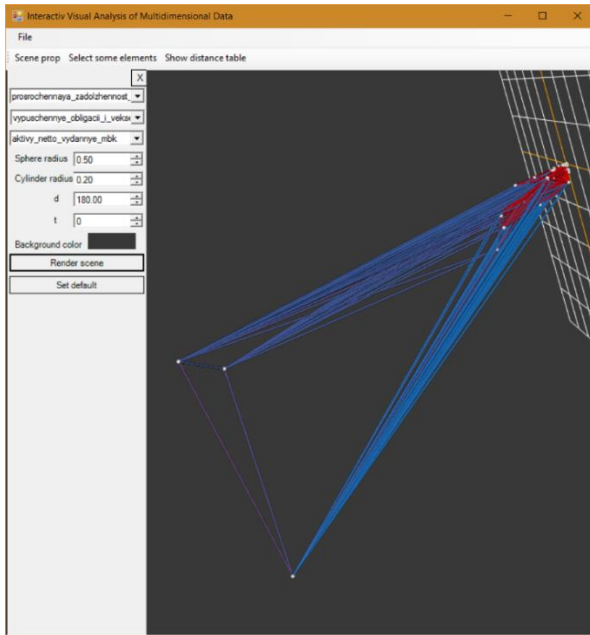 Interactiv Visual Analysis of Multidimensional Data
File
Scene prop Select some elements Show distance table
X
prosrochennaya_zadolzhennost_
vypuschennye_obligacii_i_vekse
aktivy_netto_vydannye_mbk
Sphere radius 0.50
Cylinder radius 0.20
d 180.00
t 0
Background color
Render scene
Set default